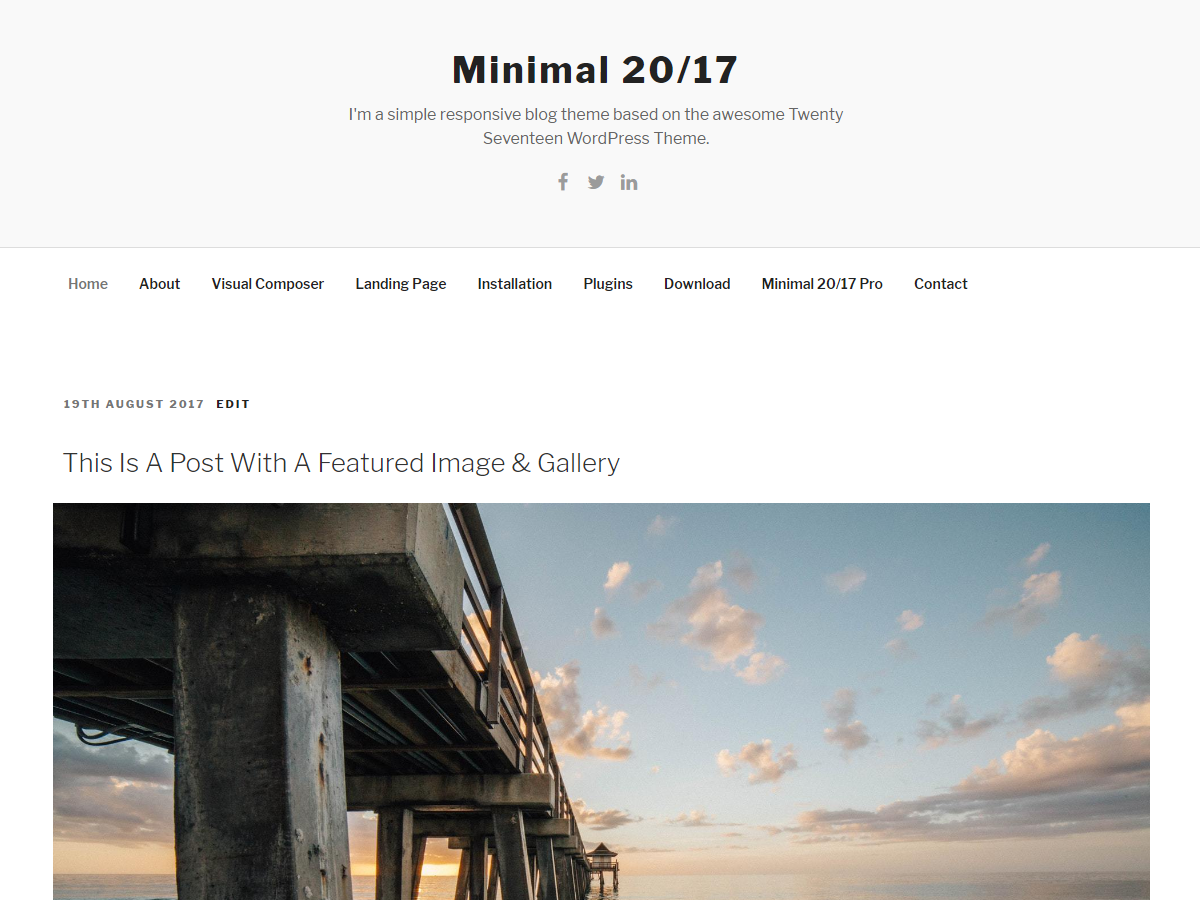 Minimal 20/17
I'm a simple responsive blog theme based on the awesome Twenty
Seventeen WordPress Theme.
Home About Visual Composer Landing Page Installation Plugins Download Minimal 20/17 Pro Contact
19TH AUGUST 2017 EDIT
This Is A Post With A Featured Image & Gallery